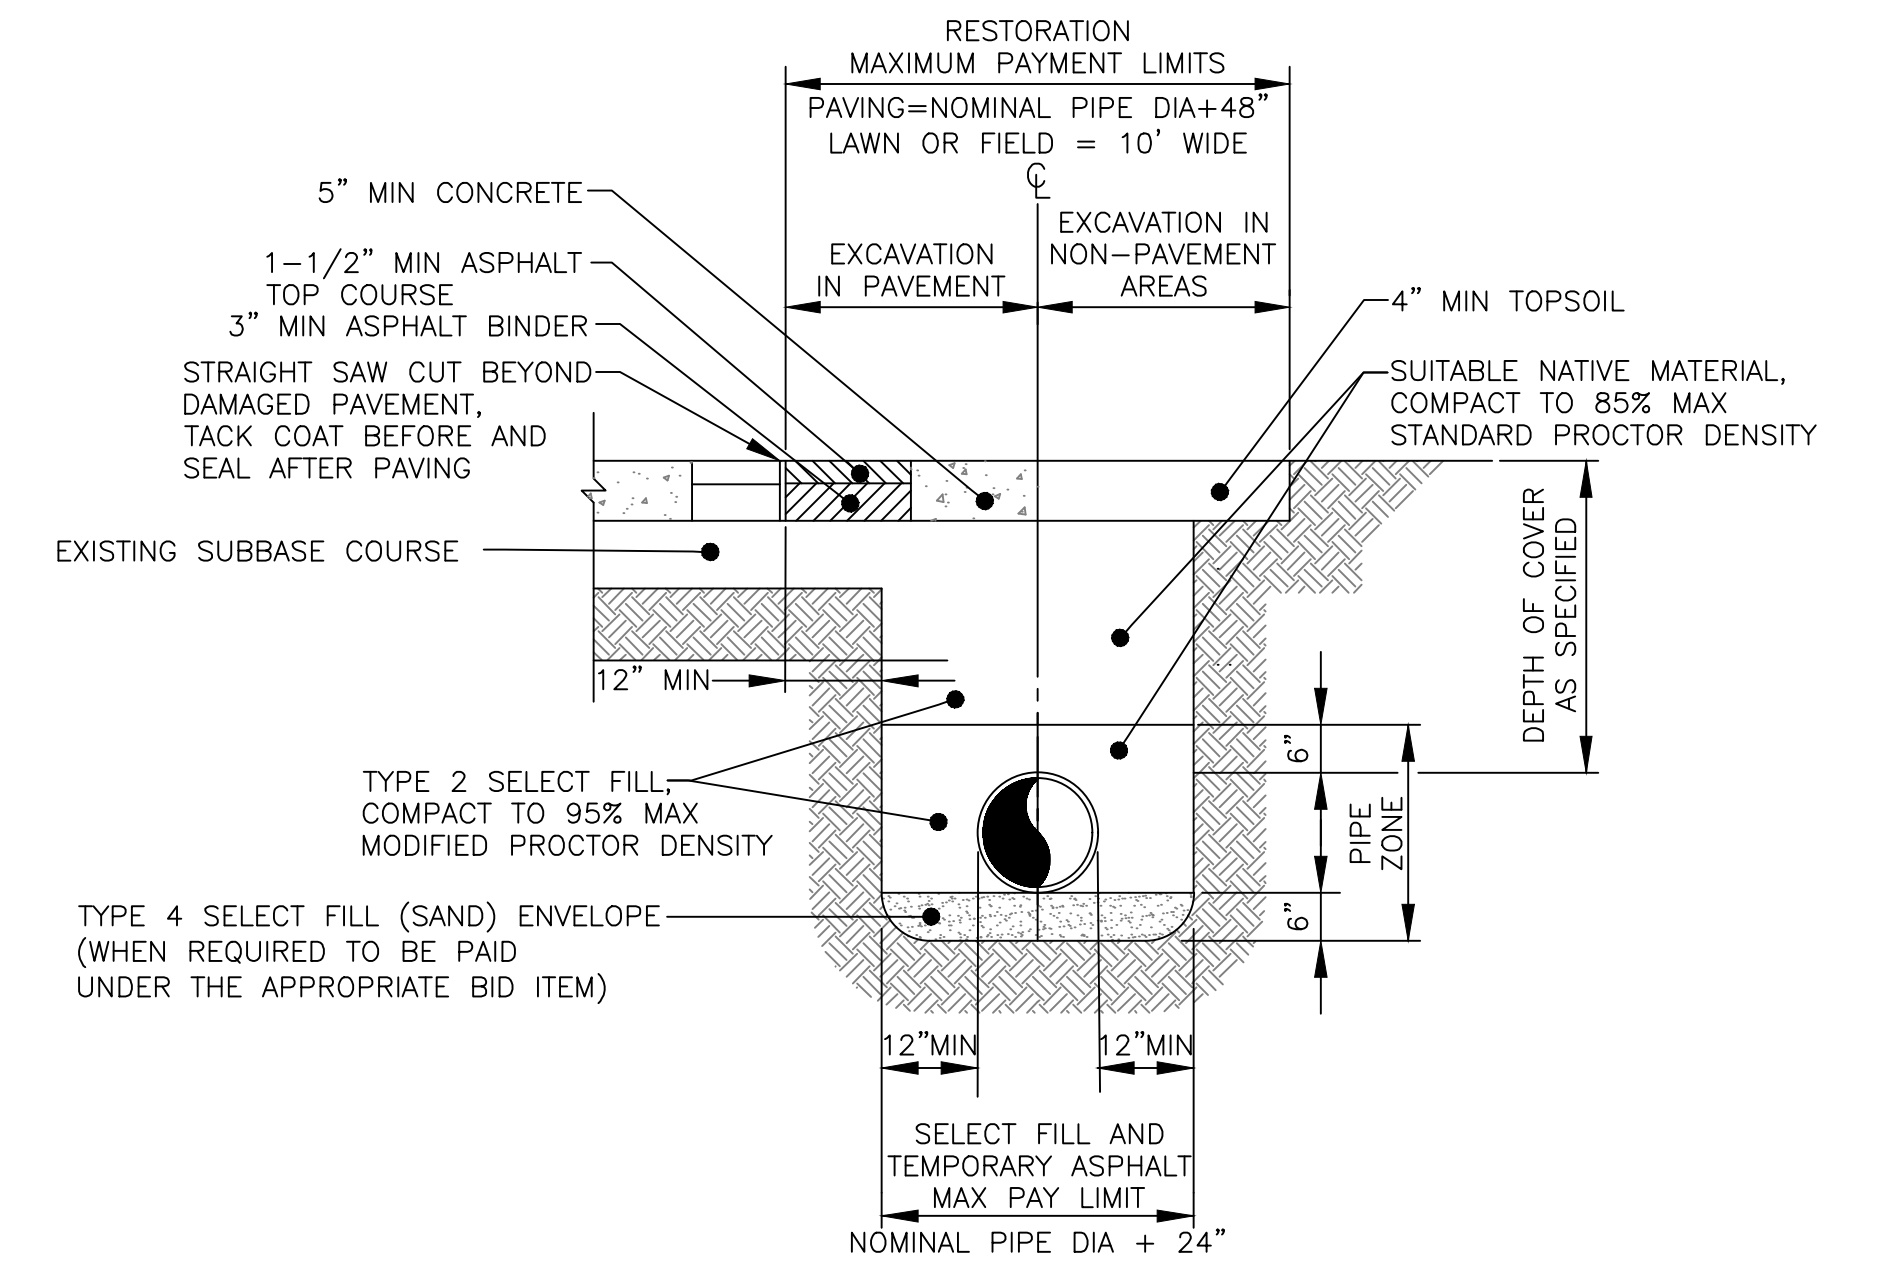 RESTORATION
MAXIMUM PAYMENT LIMITS
PAVING=NOMINAL PIPE DIA+48”
LAWN OR FIELD = 10’ WIDE
℄
EXCAVATION
IN PAVEMENT
EXCAVATION IN
NON-PAVEMENT
AREAS
5” MIN CONCRETE
1-1/2” MIN ASPHALT
TOP COURSE
3” MIN ASPHALT BINDER
STRAIGHT SAW CUT BEYOND
DAMAGED PAVEMENT,
TACK COAT BEFORE AND
SEAL AFTER PAVING
EXISTING SUBBASE COURSE
4” MIN TOPSOIL
SUITABLE NATIVE MATERIAL,
COMPACT TO 85% MAX
STANDARD PROCTOR DENSITY
DEPTH OF COVER
AS SPECIFIED
12” MIN
TYPE 2 SELECT FILL,
COMPACT TO 95% MAX
MODIFIED PROCTOR DENSITY
6”
PIPE
ZONE
6”
TYPE 4 SELECT FILL (SAND) ENVELOPE
(WHEN REQUIRED TO BE PAID
UNDER THE APPROPRIATE BID ITEM)
12”MIN
12”MIN
SELECT FILL AND
TEMPORARY ASPHALT
MAX PAY LIMIT
NOMINAL PIPE DIA + 24”